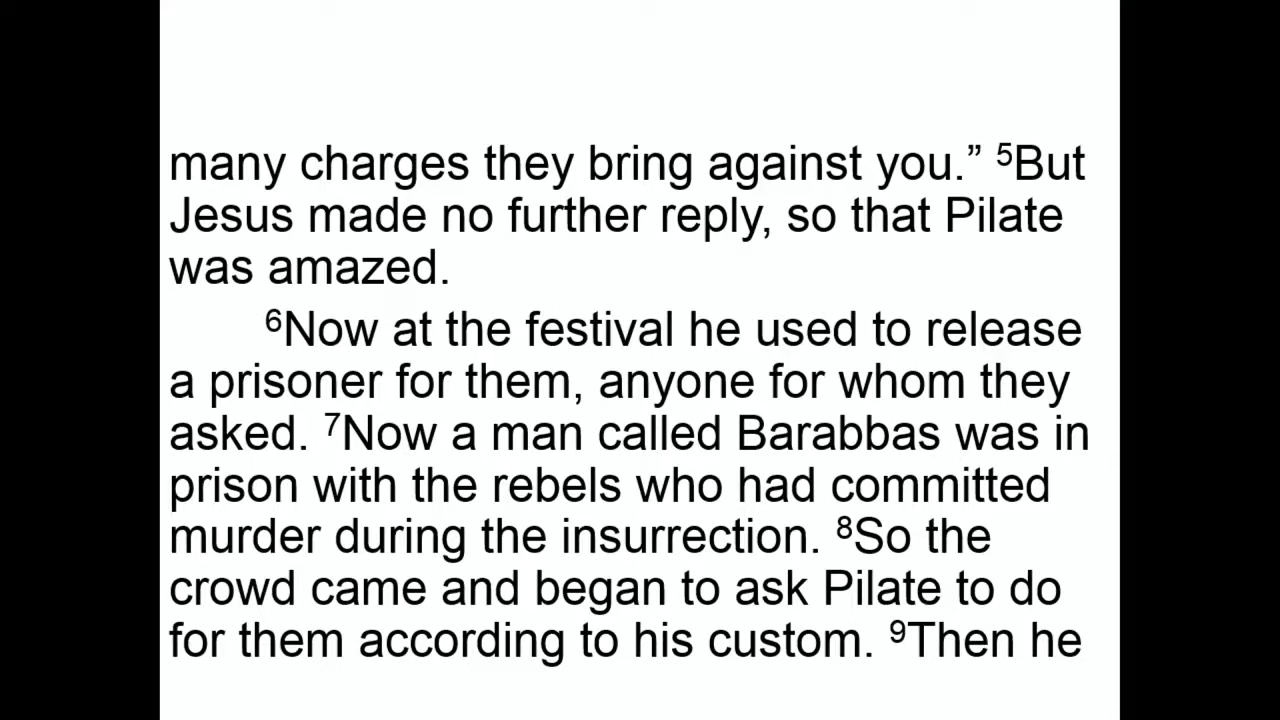 many charges they bring against you.” ⁵But
Jesus made no further reply, so that Pilate
was amazed.
⁶Now at the festival he used to release
a prisoner for them, anyone for whom they
asked. ⁷Now a man called Barabbas was in
prison with the rebels who had committed
murder during the insurrection. ⁸So the
crowd came and began to ask Pilate to do
for them according to his custom. ⁹Then he